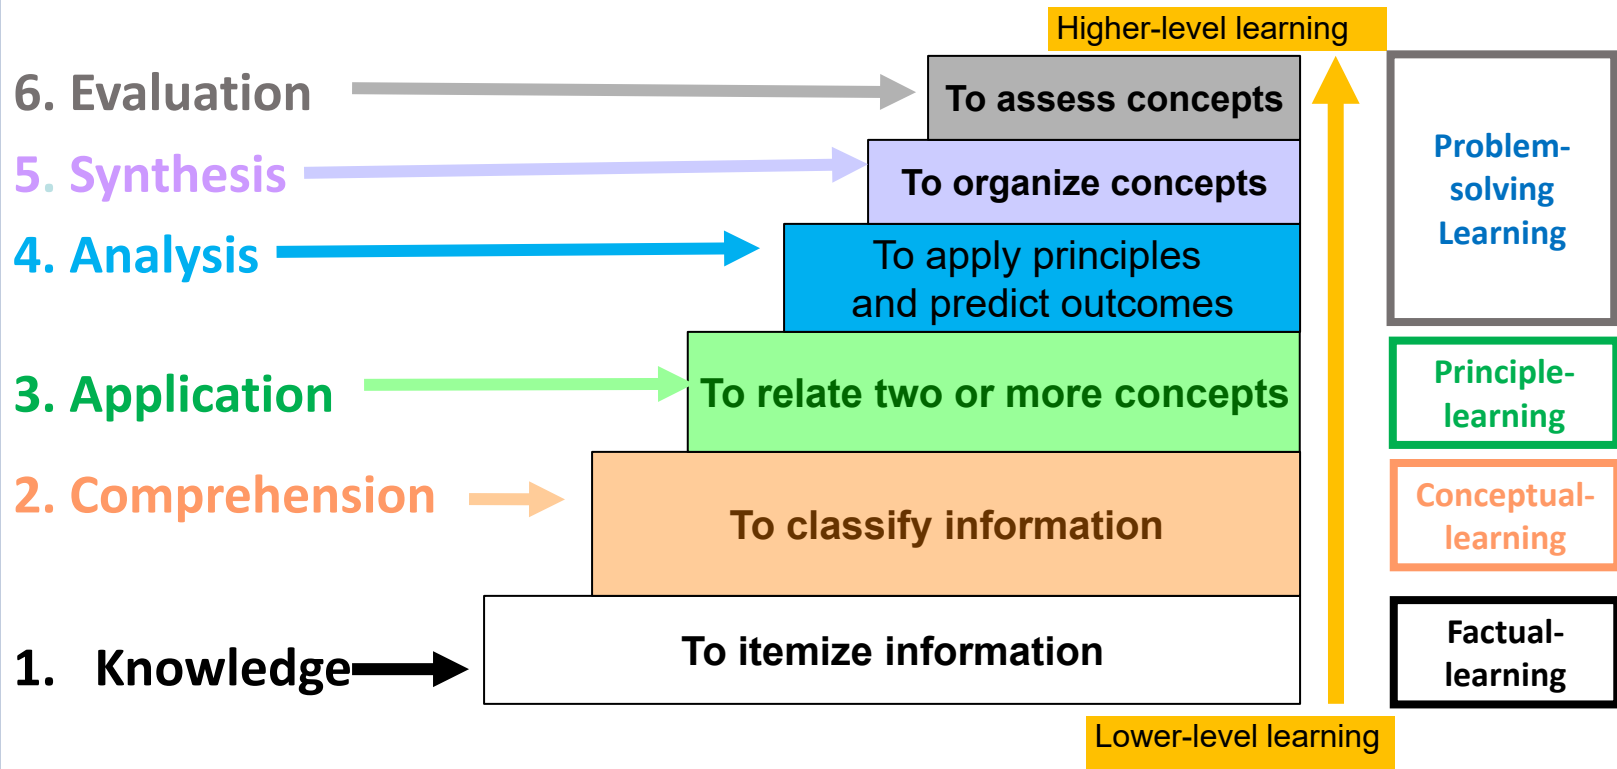 Higher-level learning
6. Evaluation
To assess concepts
5. Synthesis
To organize concepts
4. Analysis
To apply principles
and predict outcomes
3. Application
To relate two or more concepts
2. Comprehension
To classify information
1. Knowledge
To itemize information
Lower-level learning
Problem-
solving
Learning
Principle-
learning
Conceptual-
learning
Factual-
learning